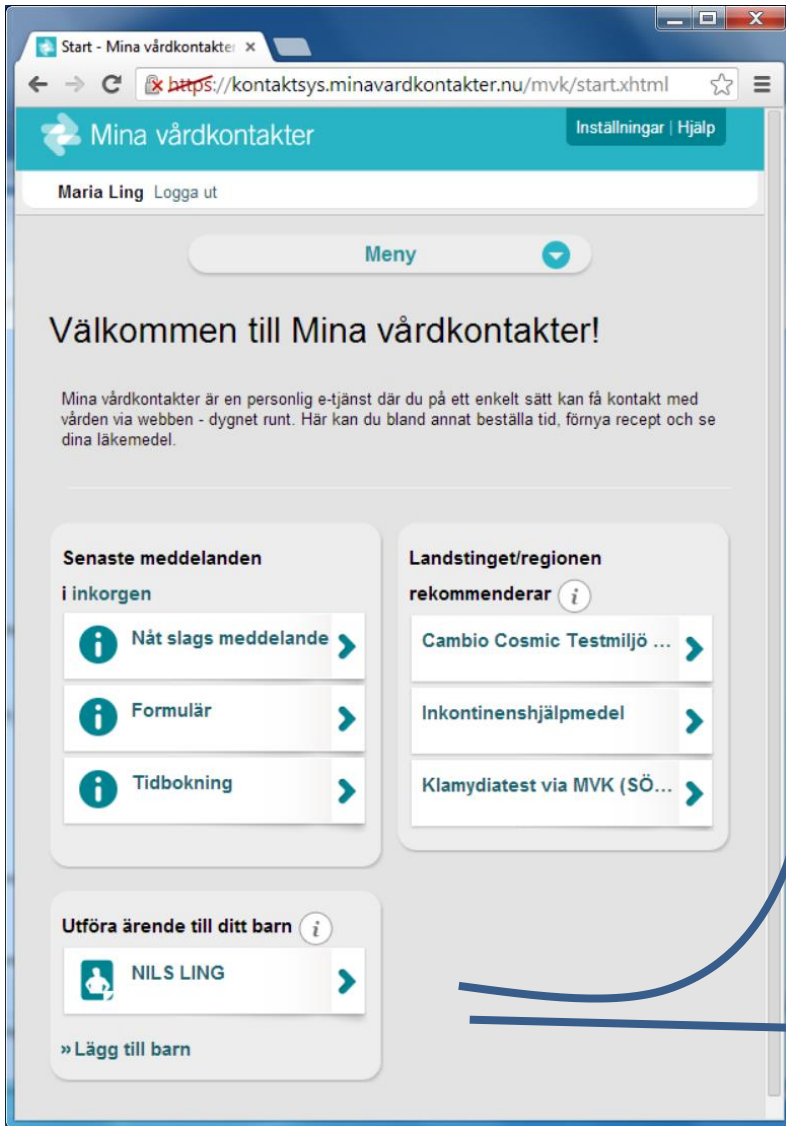 Start - Mina vårdkontakter
https://kontaktsys.minavardkontakter.nu/mvk/start.xhtml
Mina vårdkontakter
Inställningar | Hjälp
Maria Ling Logga ut
Meny
Välkommen till Mina vårdkontakter!
Mina vårdkontakter är en personlig e-tjänst där du på ett enkelt sätt kan få kontakt med
vården via webben - dygnet runt. Här kan du bland annat beställa tid, förnya recept och se
dina läkemedel.
Senaste meddelanden
i inkorgen
Nåt slags meddelande
Formulär
Tidbokning
Landstinget/regionen
rekommenderar
Cambio Cosmic Testmiljö ...
Inkontinenshjälpmedel
Klamydiatest via MVK (SÖ...
Utföra ärende till ditt barn
NILS LING
» Lägg till barn